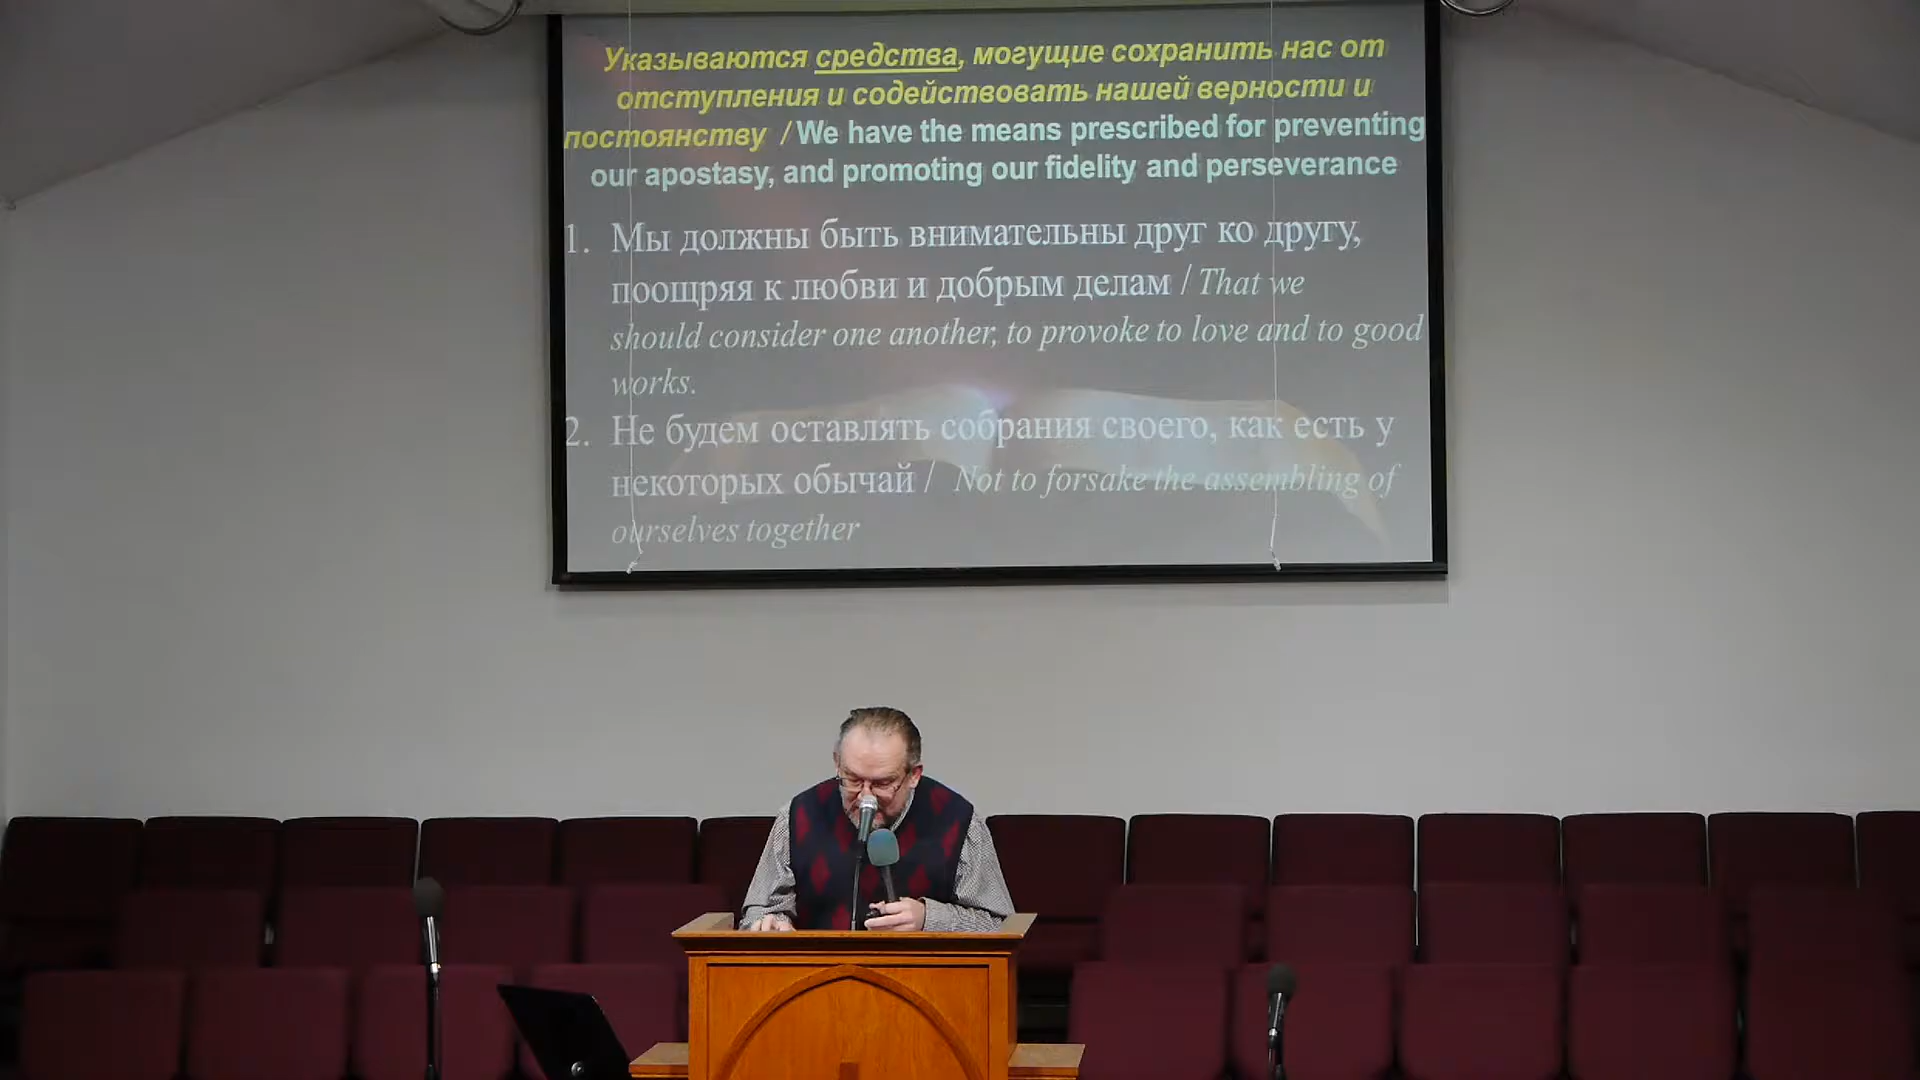 Указываются средства, могущие сохранить нас от
отступления и содействовать нашей верности и
постоянству / We have the means prescribed for preventing
our apostasy, and promoting our fidelity and perseverance
1. Мы должны быть внимательны друг ко другу,
поощряя к любви и добрым делам / That we
should consider one another, to provoke to love and to good
works.
2. Не будем оставлять собрания своего, как есть у
некоторых обычай / Not to forsake the assembling of
ourselves together